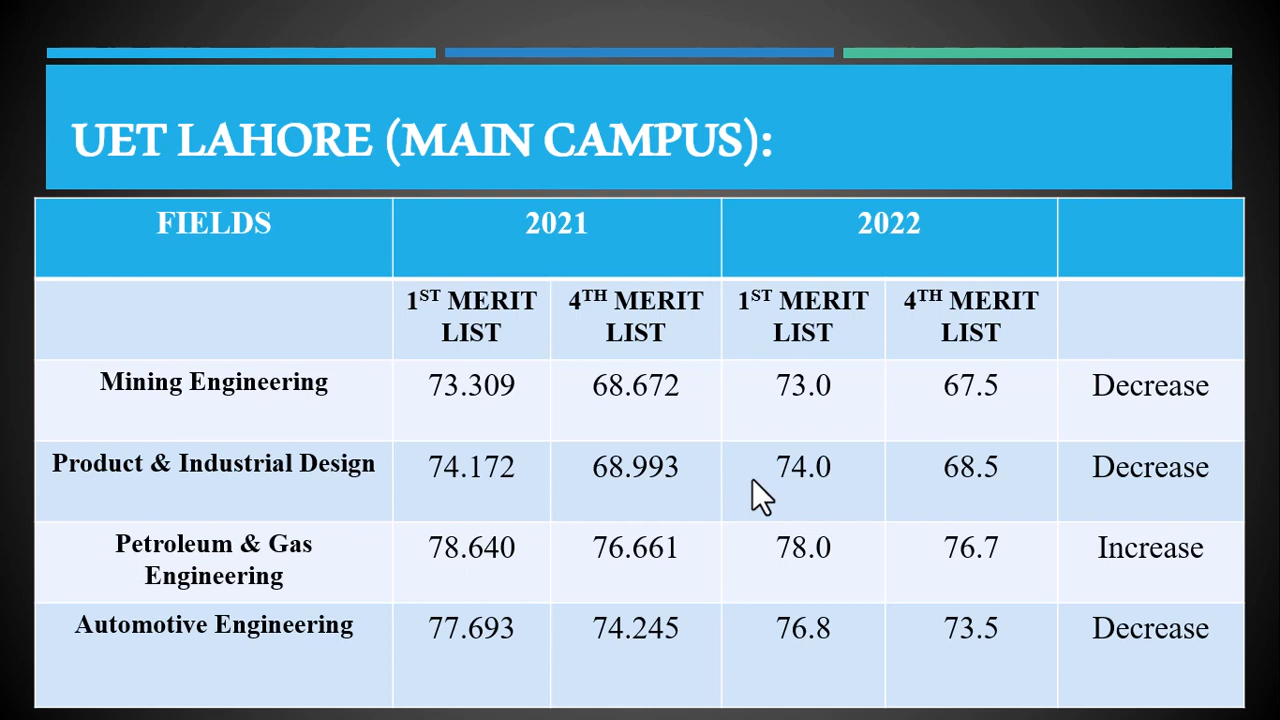 UET LAHORE (MAIN CAMPUS):
FIELDS 2021 2022
1ST MERIT LIST 4TH MERIT LIST 1ST MERIT LIST 4TH MERIT LIST
Mining Engineering 73.309 68.672 73.0 67.5 Decrease
Product & Industrial Design 74.172 68.993 74.0 68.5 Decrease
Petroleum & Gas Engineering 78.640 76.661 78.0 76.7 Increase
Automotive Engineering 77.693 74.245 76.8 73.5 Decrease